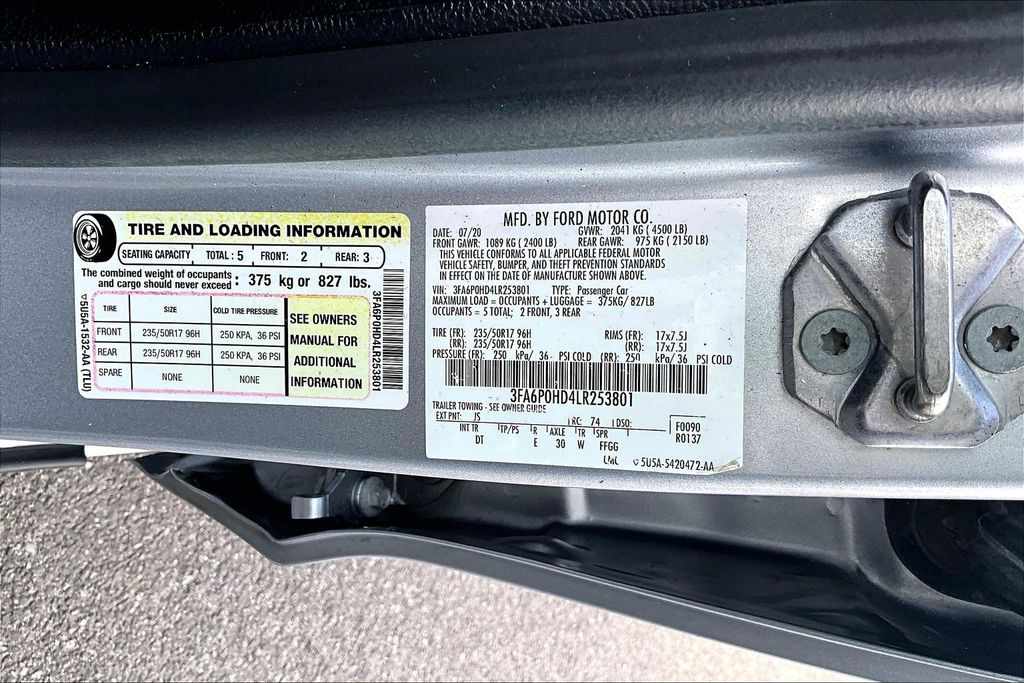 TIRE AND LOADING INFORMATION
SEATING CAPACITY TOTAL : 5 FRONT: 2 REAR: 3
The combined weight of occupants and cargo should never exceed : 375 kg or 827 lbs.
TIRE SIZE COLD TIRE PRESSURE
FRONT 235/50R17 96H 250 KPA, 36 PSI
REAR 235/50R17 96H 250 KPA, 36 PSI
SPARE NONE NONE
SEE OWNERS
MANUAL FOR
ADDITIONAL
INFORMATION
5USA-1532-AA (TLU)
3FA6P0HD4LR253801
MFD. BY FORD MOTOR CO.
DATE: 07/20 GVWR: 2041 KG ( 4500 LB)
FRONT GAWR: 1089 KG ( 2400 LB) REAR GAWR: 975 KG ( 2150 LB)
THIS VEHICLE CONFORMS TO ALL APPLICABLE FEDERAL MOTOR
VEHICLE SAFETY, BUMPER, AND THEFT PREVENTION STANDARDS
IN EFFECT ON THE DATE OF MANUFACTURE SHOWN ABOVE.
VIN: 3FA6P0HD4LR253801 TYPE: Passenger Car
MAXIMUM LOAD = OCCUPANTS + LUGGAGE = 375KG/ 827LB
OCCUPANTS = 5 TOTAL; 2 FRONT, 3 REAR
TIRE (FR): 235/50R17 96H RIMS (FR): 17x7.5J
(RR): 235/50R17 96H (RR): 17x7.5J
PRESSURE (FR): 250 kPa/ 36 PSI COLD (RR): 250 kPa/ 36 PSI COLD
3FA6P0HD4LR253801
TRAILER TOWING - SEE OWNER GUIDE
EXT PNT: JS RC: 74 DSO: F0090
INT TR TP/PS R AXLE TR SPR R0137
DT E 30 W FFGG
5USA-5420472-AA